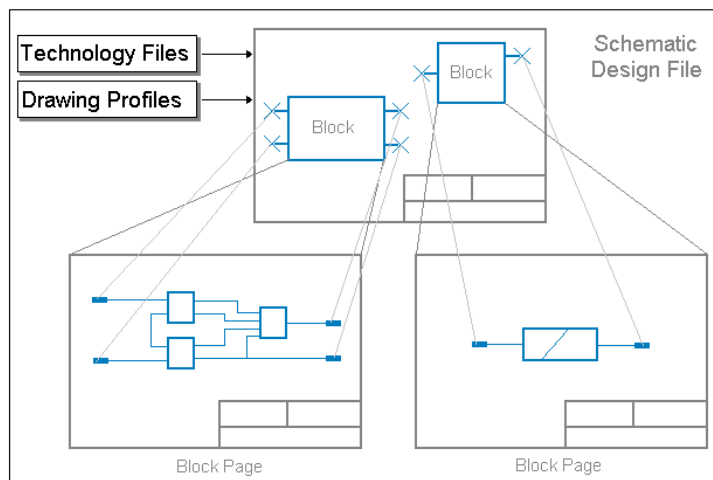 Technology Files
Drawing Profiles
Schematic
Design File
Block
Block
Block Page
Block Page